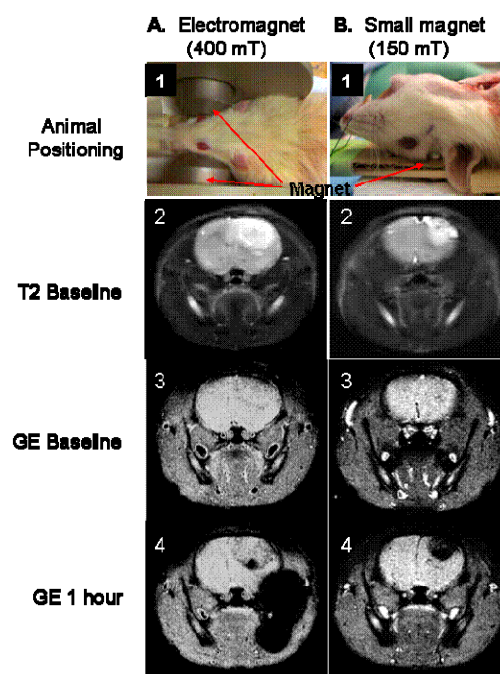 A. Electromagnet
(400 mT)
B. Small magnet
(150 mT)
Animal
Positioning
1
1
Magnet
T2 Baseline
2
2
GE Baseline
3
3
GE 1 hour
4
4